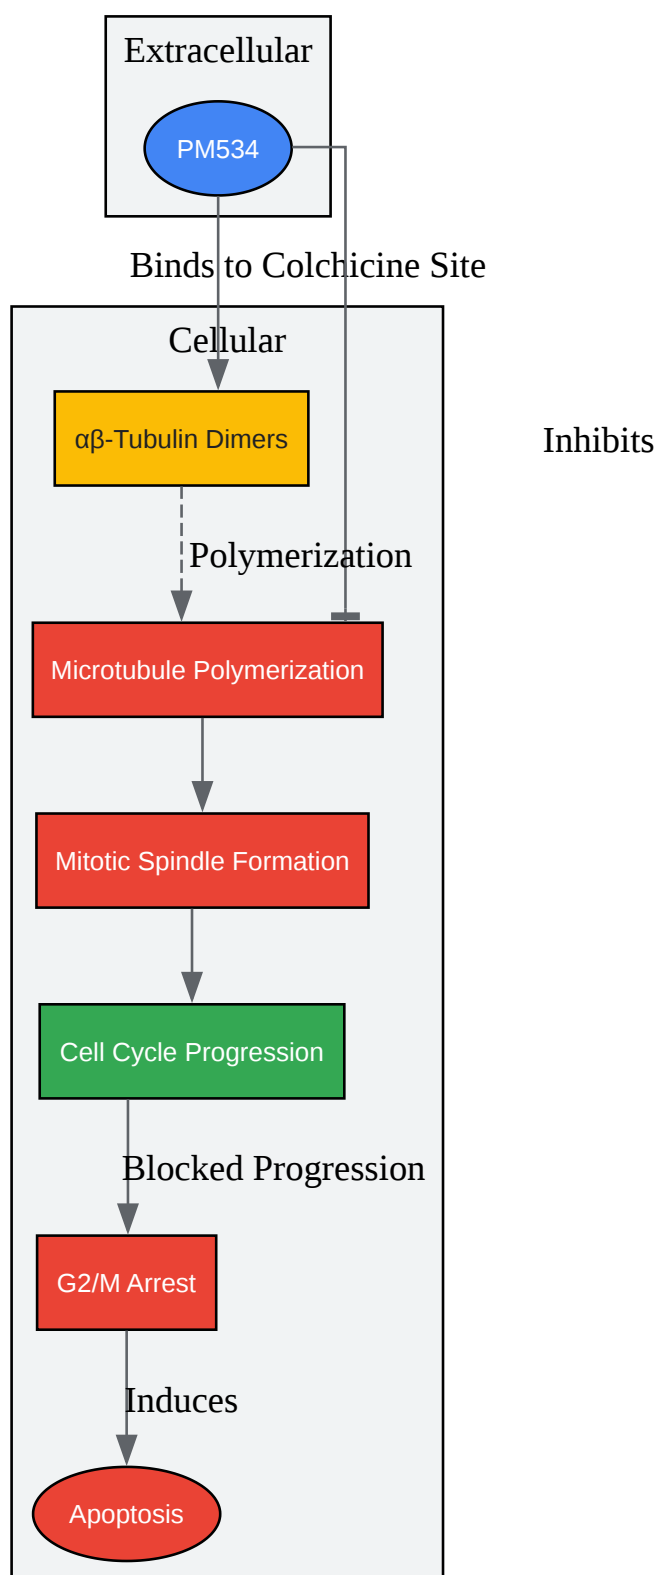 Extracellular
PM534
Binds to Colchicine Site
Cellular
αβ-Tubulin Dimers
Inhibits
Polymerization
Microtubule Polymerization
Mitotic Spindle Formation
Cell Cycle Progression
Blocked Progression
G2/M Arrest
Induces
Apoptosis